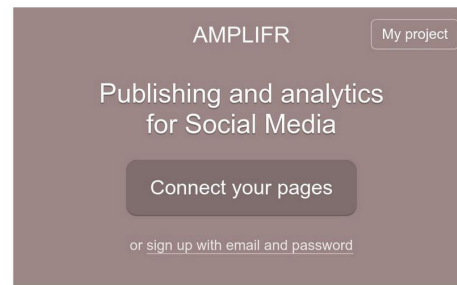 AMPLIFR
My project
Publishing and analytics
for Social Media
Connect your pages
or sign up with email and password